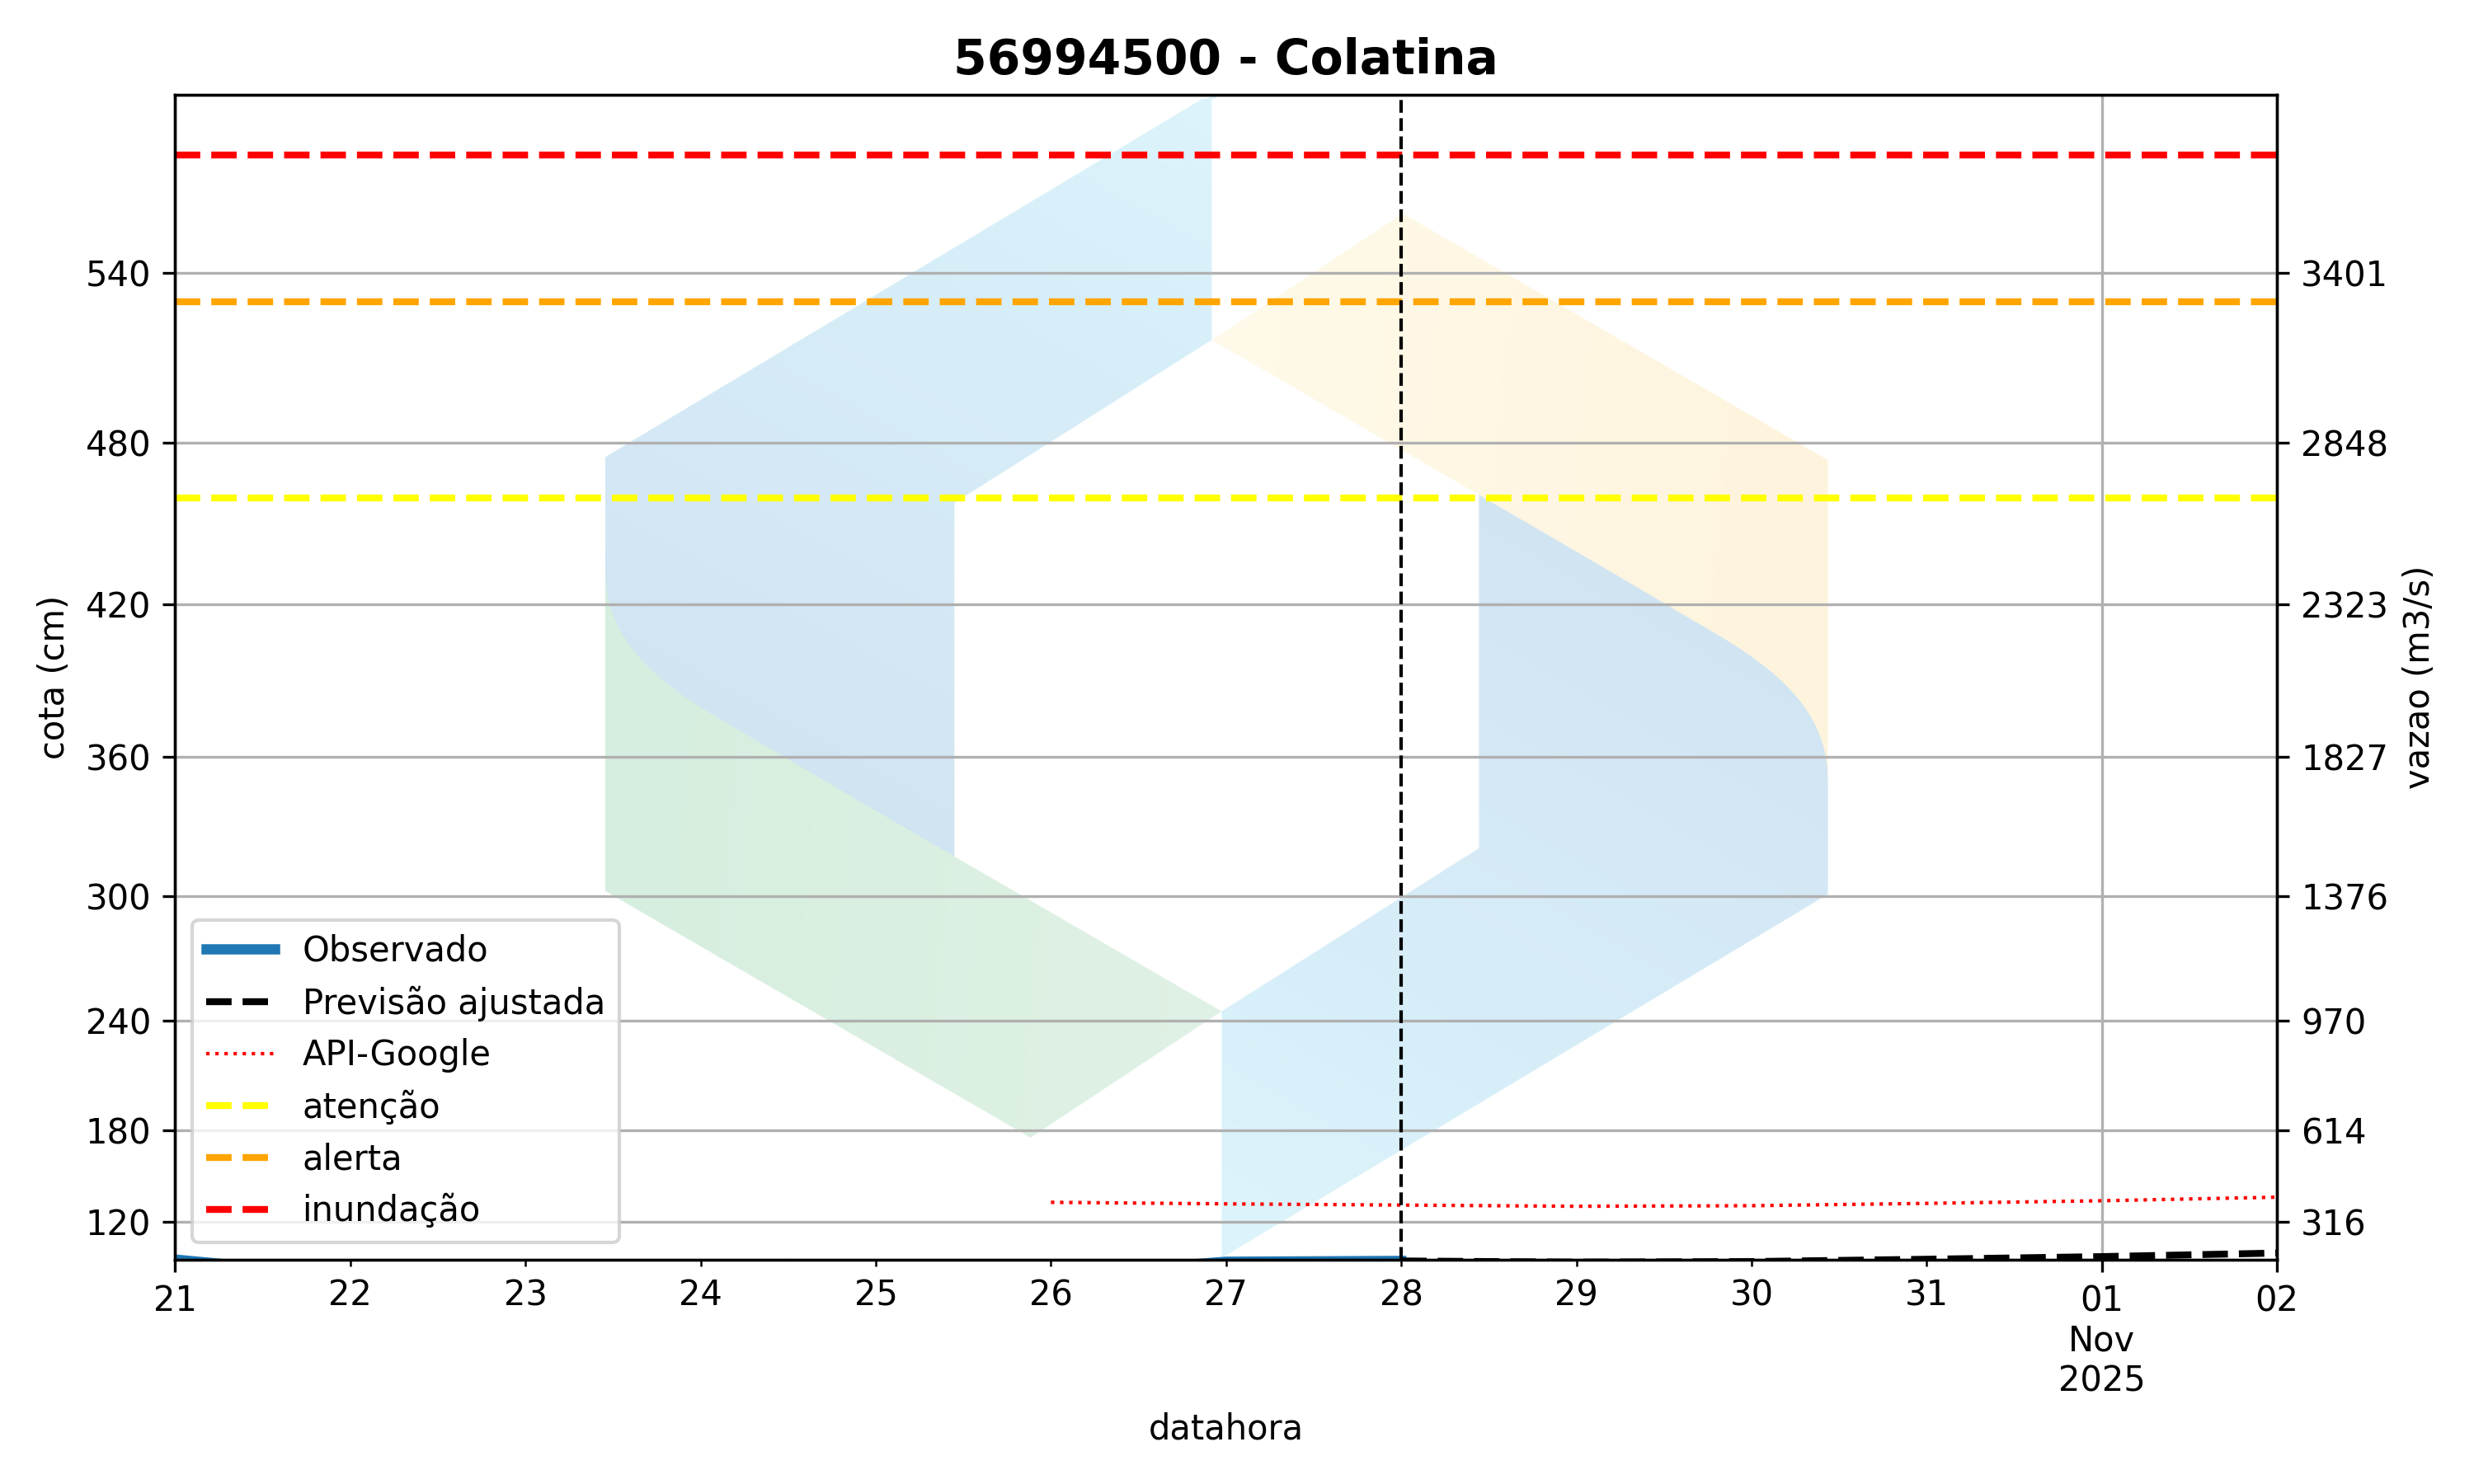 56994500 - Colatina
540
480
420
360
300
240
180
120
cota (cm)
3401
2848
2323
1827
1376
970
614
316
vazao (m3/s)
Observado
Previsão ajustada
API-Google
atenção
alerta
inundação
21 22 23 24 25 26 27 28 29 30 31 01 02
Nov
2025
datahora